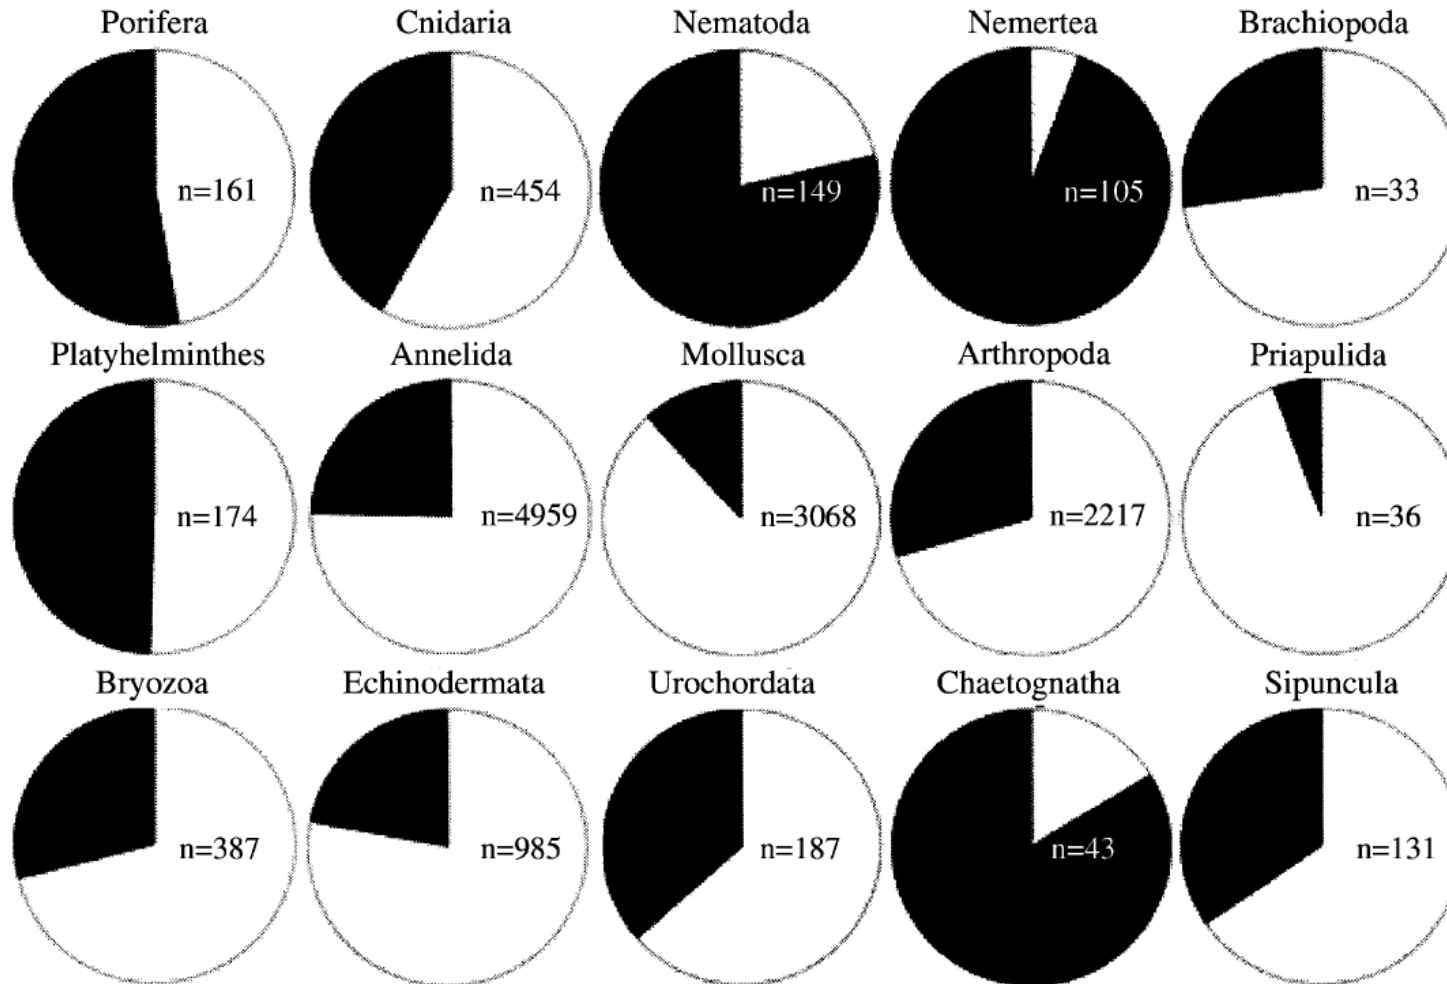 Porifera Cnidaria Nematoda Nemertea Brachiopoda
n=161 n=454 n=149 n=105 n=33
Platyhelminthes Annelida Mollusca Arthropoda Priapulida
n=174 n=4959 n=3068 n=2217 n=36
Bryozoa Echinodermata Urochordata Chaetognatha Sipuncula
n=387 n=985 n=187 n=43 n=131